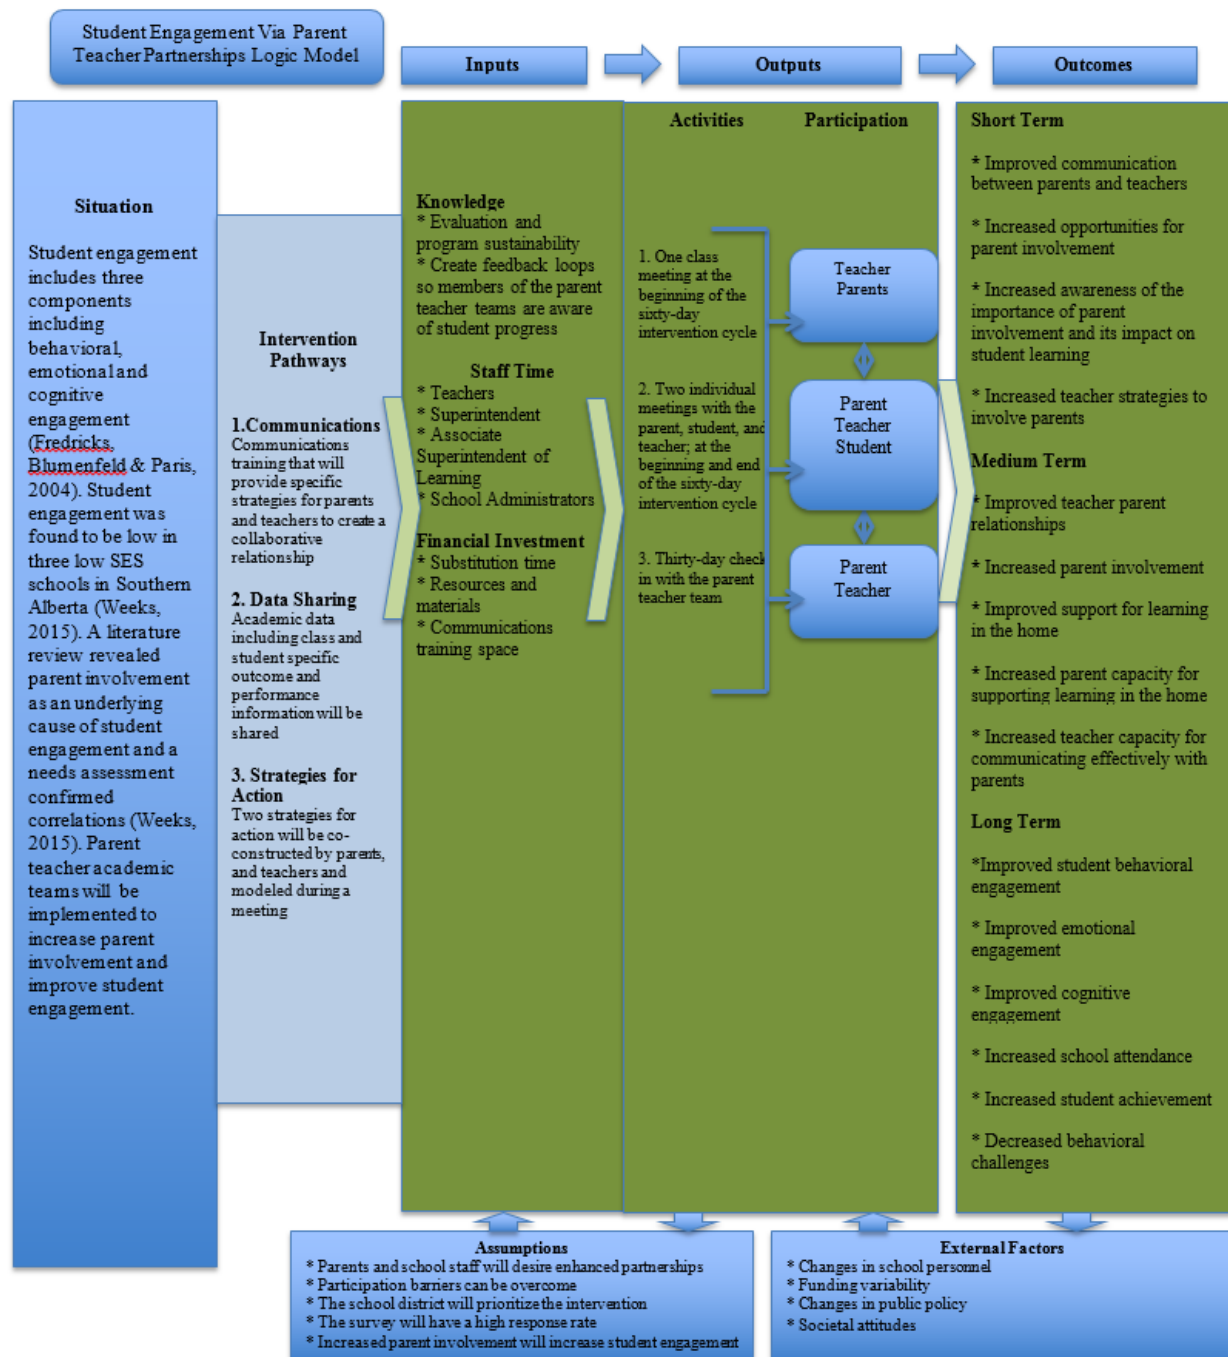 Student Engagement Via Parent
Teacher Partnerships Logic Model
Inputs
Outputs
Outcomes
Situation
Student engagement
includes three
components
including
behavioral,
emotional and
cognitive
engagement
(Fredricks,
Blumenfeld & Paris,
2004). Student
engagement was
found to be low in
three low SES
schools in Southern
Alberta (Weeks,
2015). A literature
review revealed
parent involvement
as an underlying
cause of student
engagement and a
needs assessment
confirmed
correlations (Weeks,
2015). Parent
teacher academic
teams will be
implemented to
increase parent
involvement and
improve student
engagement.
Intervention
Pathways
1.Communications
Communications
training that will
provide specific
strategies for parents
and teachers to create a
collaborative
relationship
2. Data Sharing
Academic data
including class and
student specific
outcome and
performance
information will be
shared
3. Strategies for
Action
Two strategies for
action will be co-
constructed by parents,
and teachers and
modeled during a
meeting
Knowledge
* Evaluation and
program sustainability
* Create feedback loops
so members of the parent
teacher teams are aware
of student progress
Staff Time
* Teachers
* Superintendent
* Associate
Superintendent of
Learning
* School Administrators
Financial Investment
* Substitution time
* Resources and
materials
* Communications
training space
Activities
1. One class
meeting at the
beginning of the
sixty-day
intervention cycle
2. Two individual
meetings with the
parent, student, and
teacher; at the
beginning and end
of the sixty-day
intervention cycle
3. Thirty-day check
in with the parent
teacher team
Participation
Teacher
Parents
Parent
Teacher
Student
Parent
Teacher
Short Term
* Improved communication
between parents and teachers
* Increased opportunities for
parent involvement
* Increased awareness of the
importance of parent
involvement and its impact on
student learning
* Increased teacher strategies to
involve parents
Medium Term
* Improved teacher parent
relationships
* Increased parent involvement
* Improved support for learning
in the home
* Increased parent capacity for
supporting learning in the home
* Increased teacher capacity for
communicating effectively with
parents
Long Term
*Improved student behavioral
engagement
* Improved emotional
engagement
* Improved cognitive
engagement
* Increased school attendance
* Increased student achievement
* Decreased behavioral
challenges
Assumptions
* Parents and school staff will desire enhanced partnerships
* Participation barriers can be overcome
* The school district will prioritize the intervention
* The survey will have a high response rate
* Increased parent involvement will increase student engagement
External Factors
* Changes in school personnel
* Funding variability
* Changes in public policy
* Societal attitudes